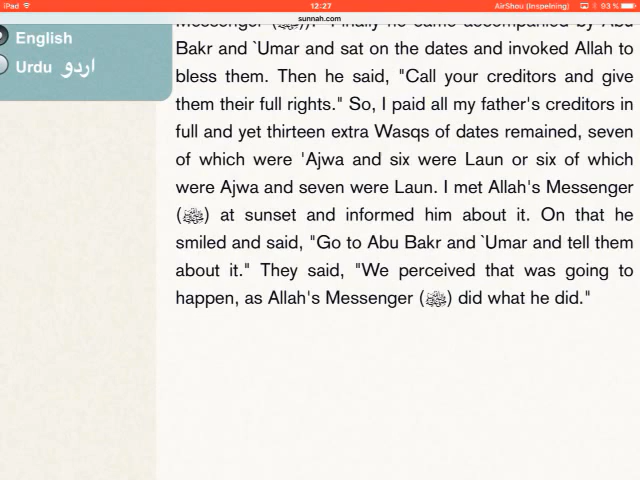 iPad 12:27 AirShou (Inspelning) 93 %
sunnah.com
English
Urdu اردو
Bakr and `Umar and sat on the dates and invoked Allah to
bless them. Then he said, "Call your creditors and give
them their full rights." So, I paid all my father's creditors in
full and yet thirteen extra Wasqs of dates remained, seven
of which were 'Ajwa and six were Laun or six of which
were Ajwa and seven were Laun. I met Allah's Messenger
(ﷺ) at sunset and informed him about it. On that he
smiled and said, "Go to Abu Bakr and `Umar and tell them
about it." They said, "We perceived that was going to
happen, as Allah's Messenger (ﷺ) did what he did."